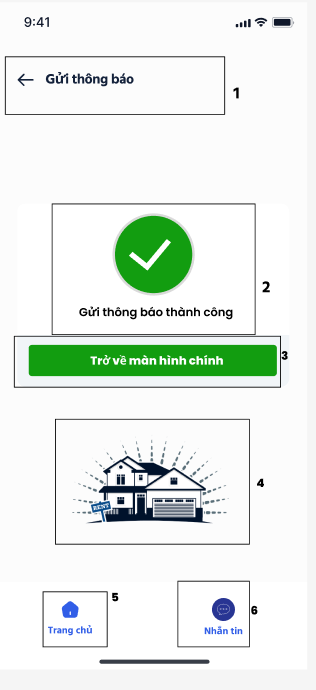 9:41
Gửi thông báo
1
2
Gửi thông báo thành công
3
Trở về màn hình chính
4
RENT
5
6
Trang chủ
Nhắn tin